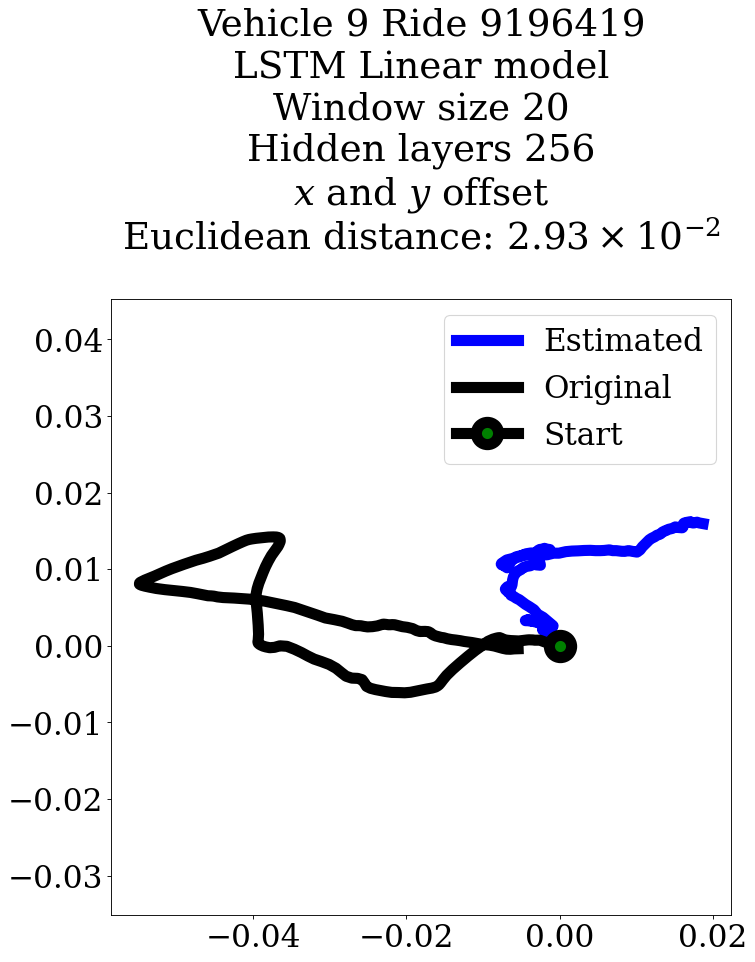 Vehicle 9 Ride 9196419
LSTM Linear model
Window size 20
Hidden layers 256
x and y offset
Euclidean distance: 2.93 × 10⁻²
Estimated
Original
Start
0.04
0.03
0.02
0.01
0.00
−0.01
−0.02
−0.03
−0.04 −0.02 0.00 0.02